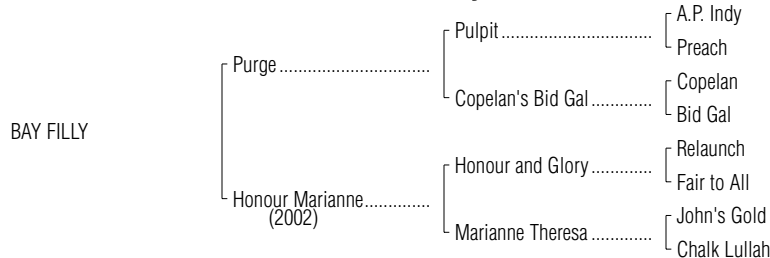 A.P. Indy
Pulpit
Preach
Purge
Copelan
Copelan's Bid Gal
Bid Gal
BAY FILLY
Relaunch
Honour and Glory
Fair to All
Honour Marianne
(2002)
John's Gold
Marianne Theresa
Chalk Lullah